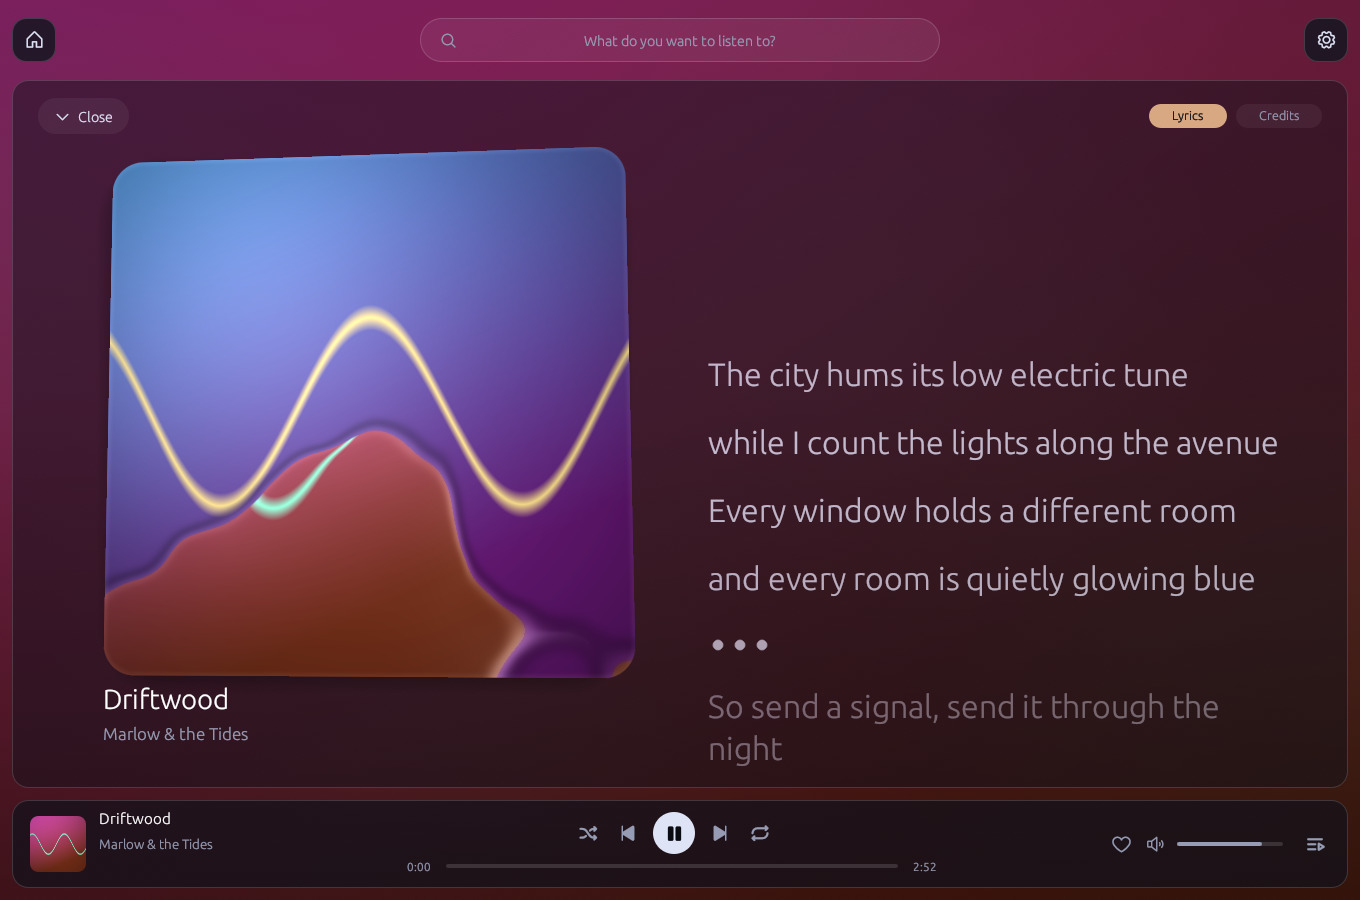 What do you want to listen to?
Close
Lyrics
Credits
The city hums its low electric tune
while I count the lights along the avenue
Every window holds a different room
and every room is quietly glowing blue
• • •
So send a signal, send it through the
night
Driftwood
Marlow & the Tides
Driftwood
Marlow & the Tides
0:00
2:52